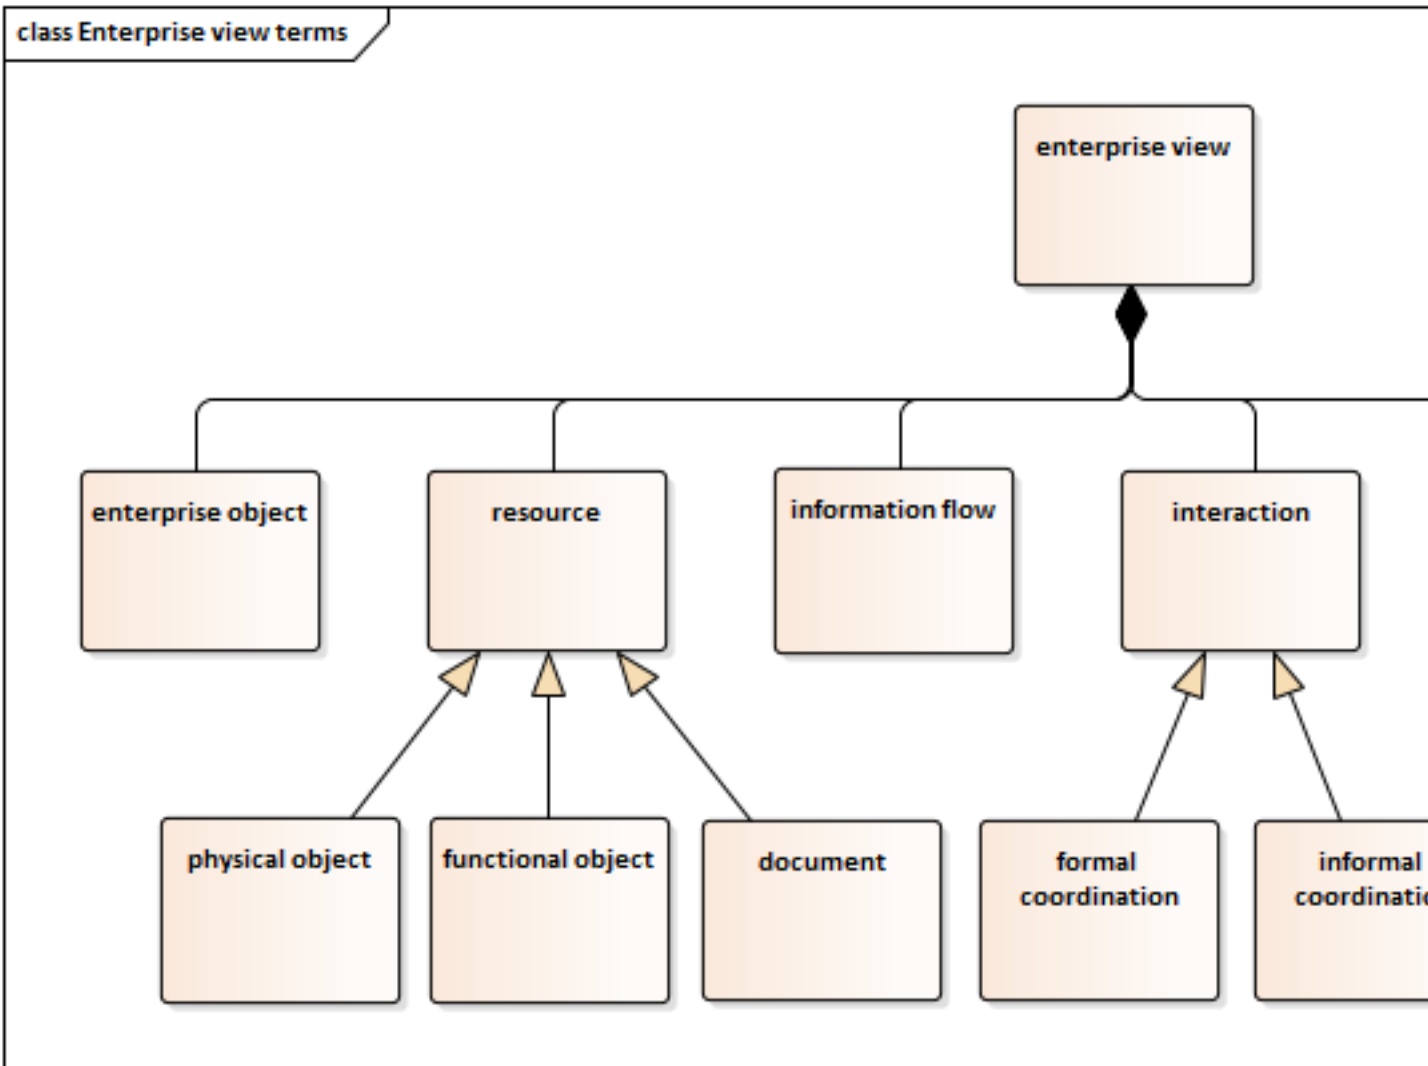 class Enterprise view terms
enterprise view
enterprise object
resource
information flow
interaction
physical object
functional object
document
formal
coordination
informal